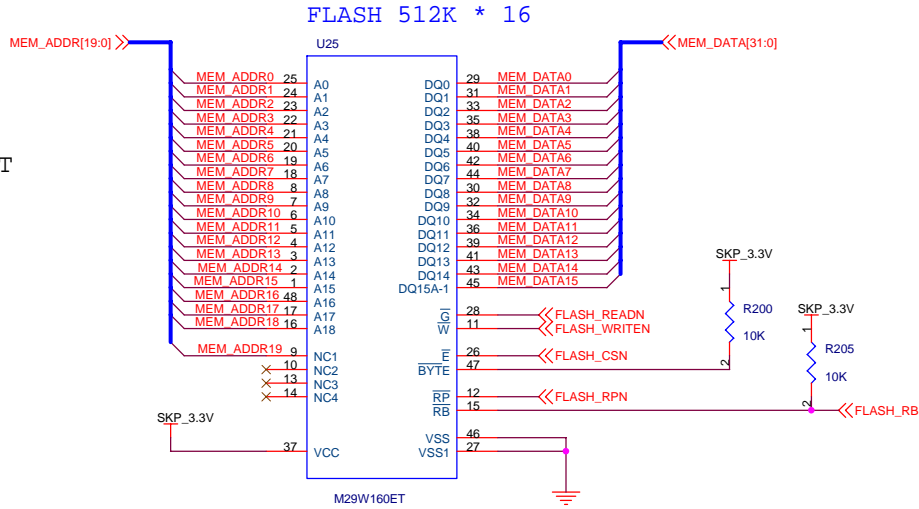 FLASH 512K * 16
MEM_ADDR[19:0]
U25
MEM_DATA[31:0]
MEM_ADDR0 25 A0 DQ0 29 MEM_DATA0
MEM_ADDR1 24 A1 DQ1 31 MEM_DATA1
MEM_ADDR2 23 A2 DQ2 33 MEM_DATA2
MEM_ADDR3 22 A3 DQ3 35 MEM_DATA3
MEM_ADDR4 21 A4 DQ4 38 MEM_DATA4
MEM_ADDR5 20 A5 DQ5 40 MEM_DATA5
T
MEM_ADDR6 19 A6 DQ6 42 MEM_DATA6
MEM_ADDR7 18 A7 DQ7 44 MEM_DATA7
MEM_ADDR8 8 A8 DQ8 30 MEM_DATA8
MEM_ADDR9 7 A9 DQ9 32 MEM_DATA9
MEM_ADDR10 6 A10 DQ10 34 MEM_DATA10
MEM_ADDR11 5 A11 DQ11 36 MEM_DATA11
MEM_ADDR12 4 A12 DQ12 39 MEM_DATA12
MEM_ADDR13 3 A13 DQ13 41 MEM_DATA13
MEM_ADDR14 2 A14 DQ14 43 MEM_DATA14
MEM_ADDR15 1 A15 DQ15A-1 45 MEM_DATA15
MEM_ADDR16 48 A16
MEM_ADDR17 17 A17 G 28 FLASH_READN
MEM_ADDR18 16 A18 W 11 FLASH_WRITEN
MEM_ADDR19 9 NC1 E 26 FLASH_CSN
10 NC2 BYTE 47
13 NC3
14 NC4 RP 12 FLASH_RPN
RB 15 FLASH_RB
SKP_3.3V
1
R200
10K
2
SKP_3.3V
1
R205
10K
2
SKP_3.3V
37 VCC
VSS 46
VSS1 27
M29W160ET